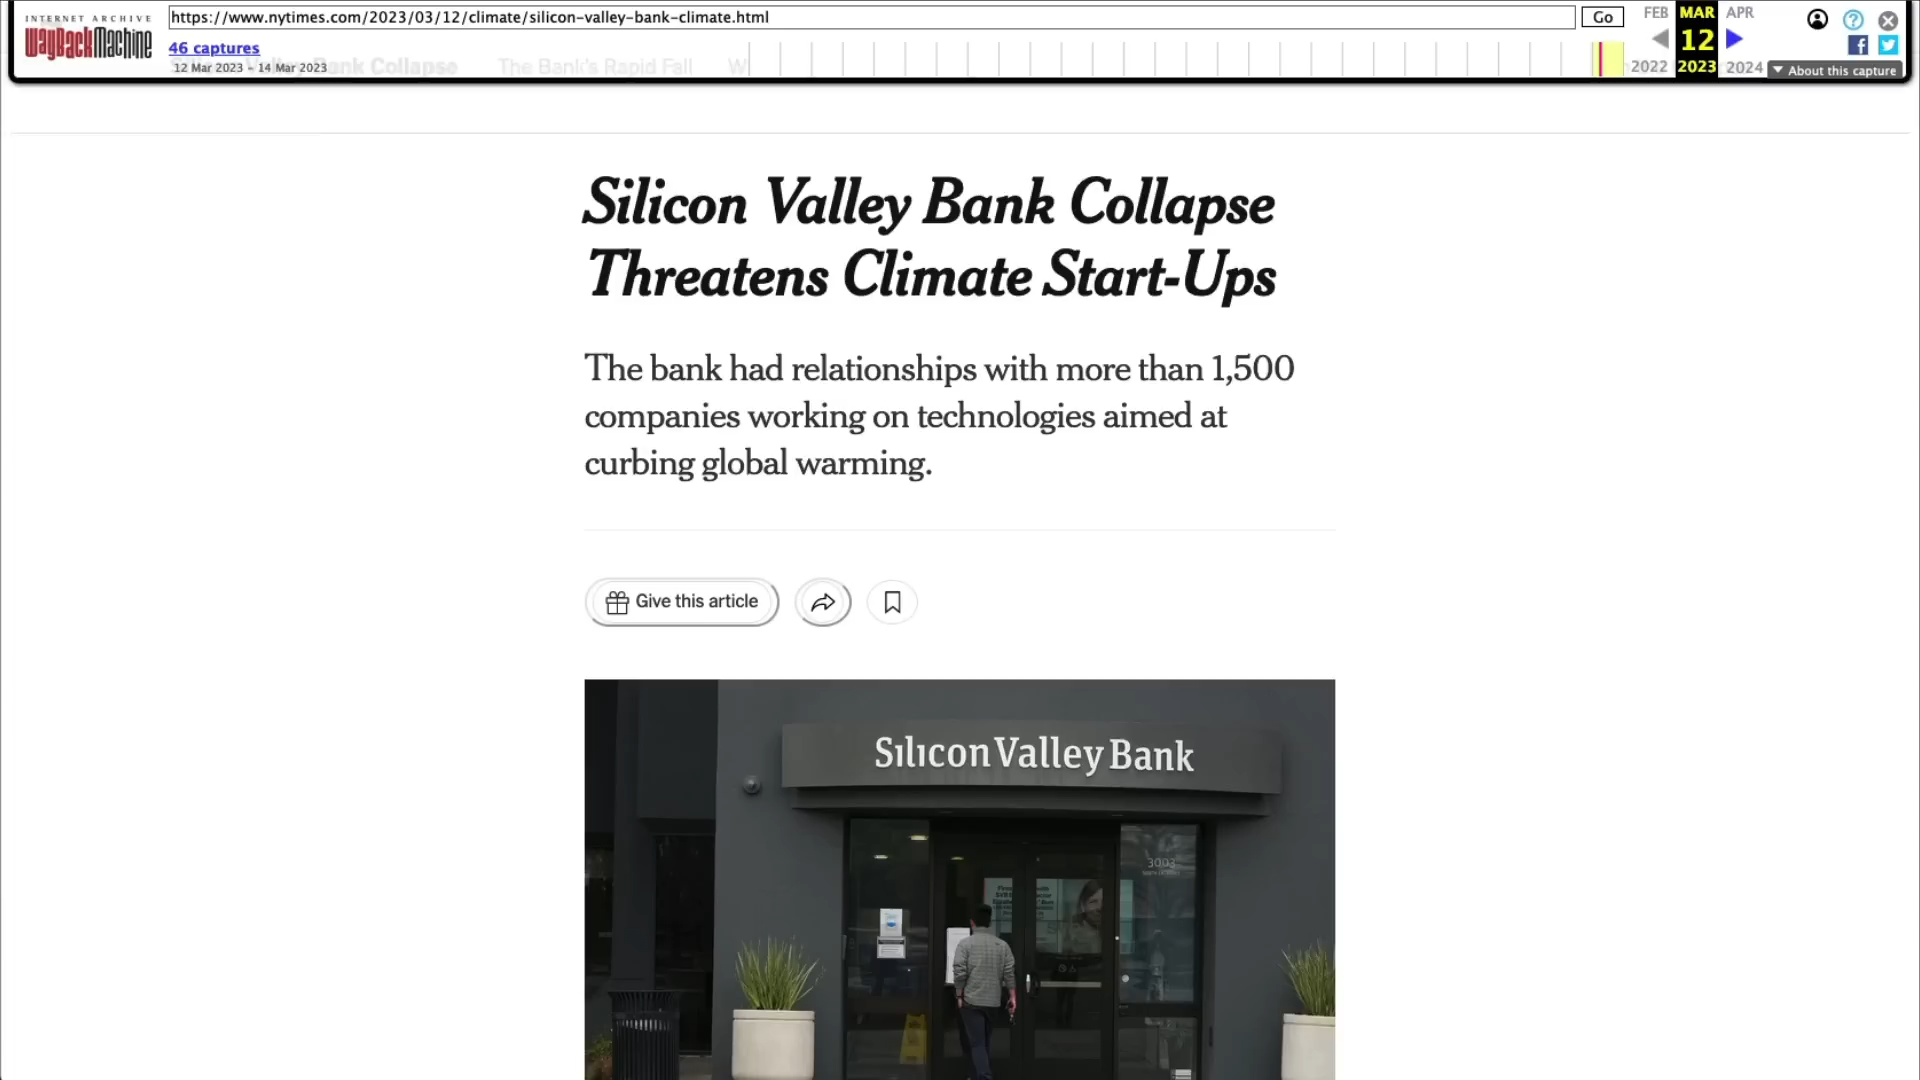 INTERNET ARCHIVE
WayBackMachine
https://www.nytimes.com/2023/03/12/climate/silicon-valley-bank-climate.html
Go
FEB MAR APR
46 captures
12
12 Mar 2023 – 14 Mar 2023
Bank Collapse The Bank's Rapid Fall W
2022 2023 2024
About this capture
Silicon Valley Bank Collapse
Threatens Climate Start-Ups
The bank had relationships with more than 1,500
companies working on technologies aimed at
curbing global warming.
Give this article
Silicon Valley Bank
3003